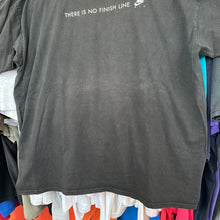 THERE IS NO FINISH LINE